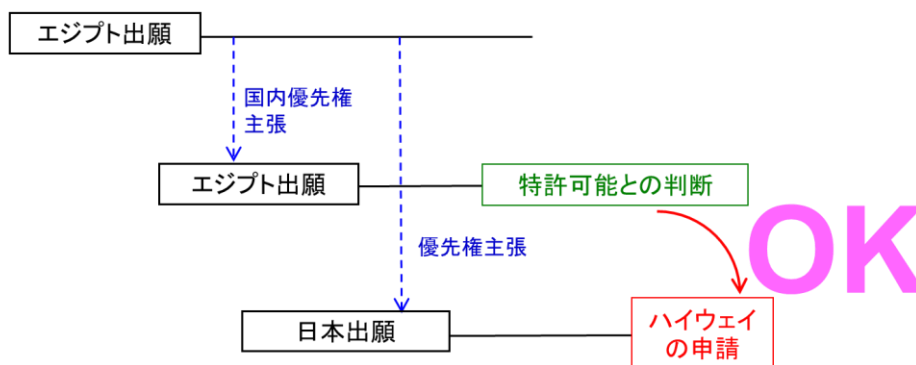 エジプト出願
国内優先権
主張
エジプト出願
特許可能との判断
OK
優先権主張
日本出願
ハイウェイ
の申請